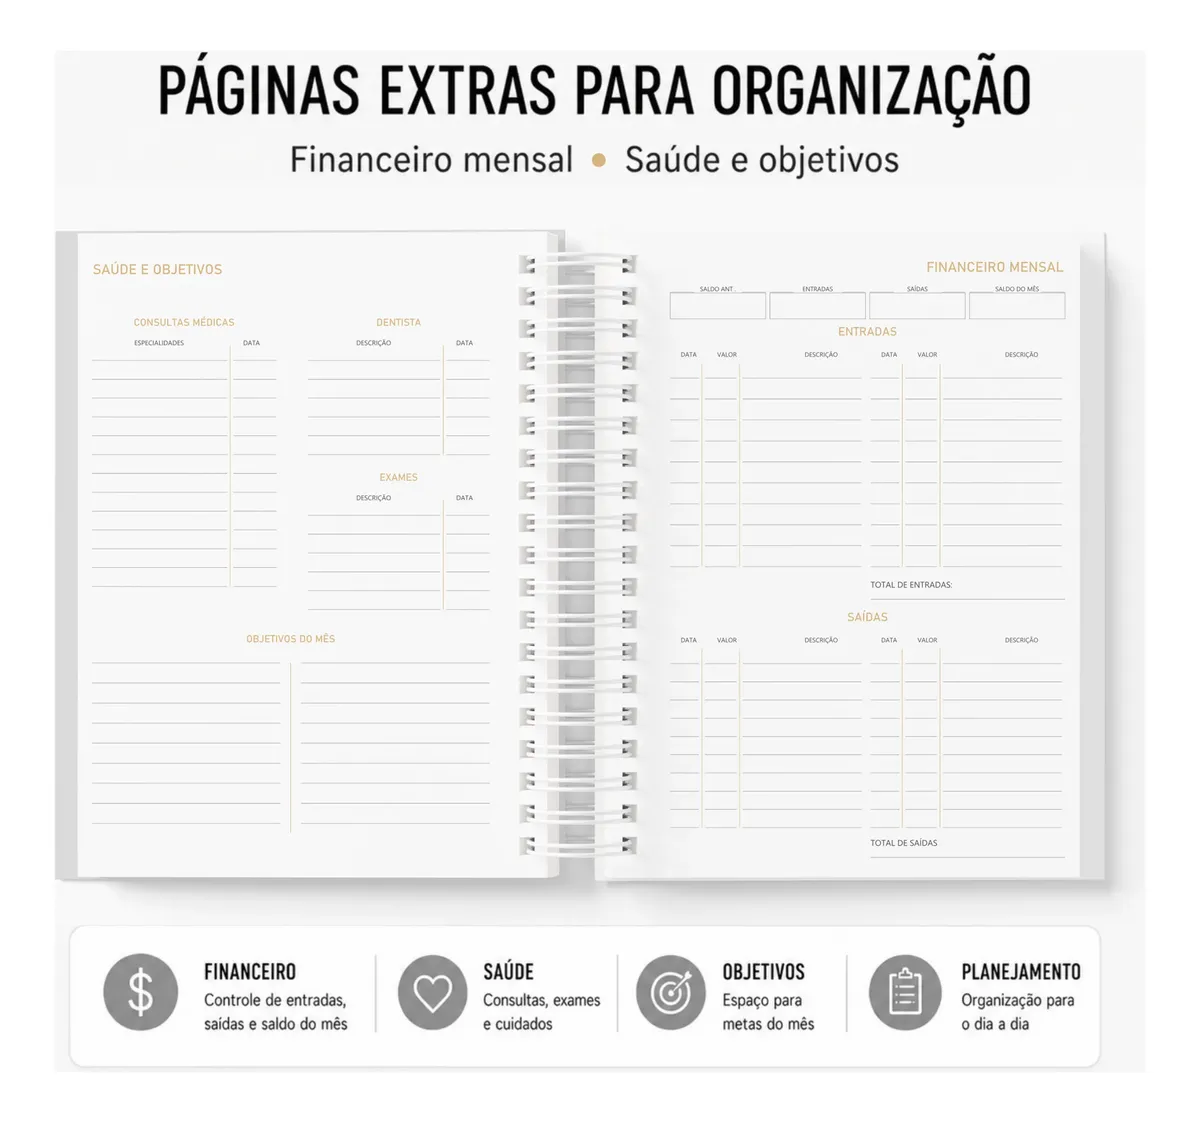 PÁGINAS EXTRAS PARA ORGANIZAÇÃO
Financeiro mensal • Saúde e objetivos
SAÚDE E OBJETIVOS
CONSULTAS MÉDICAS
ESPECIALIDADES DATA
DENTISTA
DESCRIÇÃO DATA
EXAMES
DESCRIÇÃO DATA
OBJETIVOS DO MÊS
FINANCEIRO MENSAL
SALDO ANT. ENTRADAS SAÍDAS SALDO DO MÊS
ENTRADAS
DATA VALOR DESCRIÇÃO DATA VALOR DESCRIÇÃO
TOTAL DE ENTRADAS:
SAÍDAS
DATA VALOR DESCRIÇÃO DATA VALOR DESCRIÇÃO
TOTAL DE SAÍDAS
FINANCEIRO
Controle de entradas,
saídas e saldo do mês
SAÚDE
Consultas, exames
e cuidados
OBJETIVOS
Espaço para
metas do mês
PLANEJAMENTO
Organização para
o dia a dia